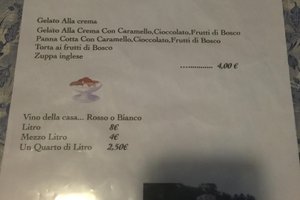 Gelato Alla crema
Gelato Alla Crema Con Caramello,Cioccolato,Frutti di Bosco
Panna Cotta Con Caramello,Cioccolato,Frutti di Bosco
Torta ai frutti di Bosco
Zuppa inglese
…........... 4,00 €
Vino della casa... Rosso o Bianco
Litro 8€
Mezzo Litro 4€
Un Quarto di Litro 2,50€